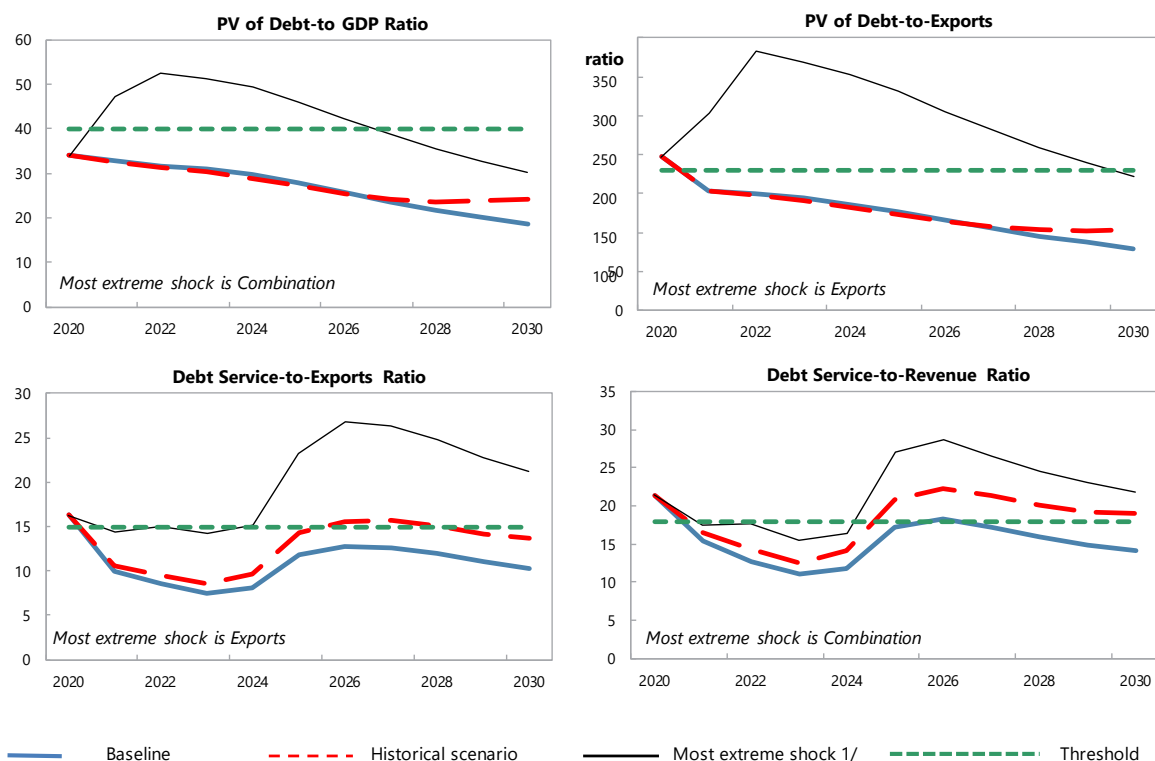 PV of Debt-to GDP Ratio
60
50
40
30
20
10
0
Most extreme shock is Combination
2020 2022 2024 2026 2028 2030
PV of Debt-to-Exports
ratio
350
300
250
200
150
100
50
0
Most extreme shock is Exports
2020 2022 2024 2026 2028 2030
Debt Service-to-Exports Ratio
30
25
20
15
10
5
0
Most extreme shock is Exports
2020 2022 2024 2026 2028 2030
Debt Service-to-Revenue Ratio
35
30
25
20
15
10
5
0
Most extreme shock is Combination
2020 2022 2024 2026 2028 2030
Baseline Historical scenario Most extreme shock 1/ Threshold